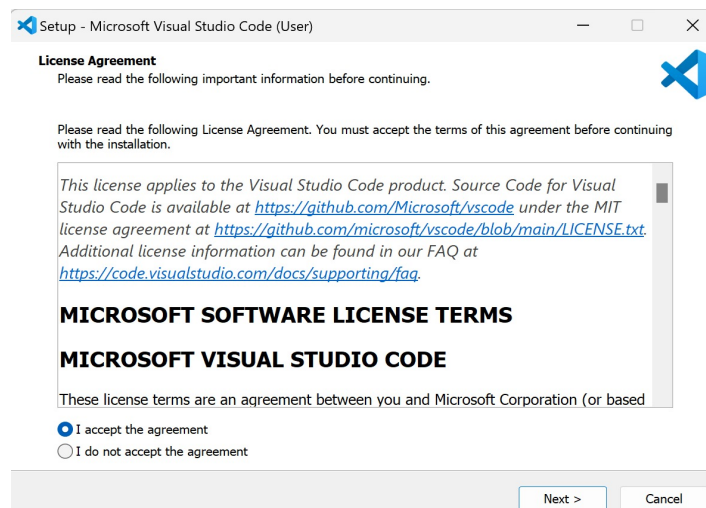 Setup - Microsoft Visual Studio Code (User)
License Agreement
Please read the following important information before continuing.
Please read the following License Agreement. You must accept the terms of this agreement before continuing
with the installation.
This license applies to the Visual Studio Code product. Source Code for Visual
Studio Code is available at https://github.com/Microsoft/vscode under the MIT
license agreement at https://github.com/microsoft/vscode/blob/main/LICENSE.txt.
Additional license information can be found in our FAQ at
https://code.visualstudio.com/docs/supporting/faq.
MICROSOFT SOFTWARE LICENSE TERMS
MICROSOFT VISUAL STUDIO CODE
These license terms are an agreement between you and Microsoft Corporation (or based
I accept the agreement
I do not accept the agreement
Next >
Cancel